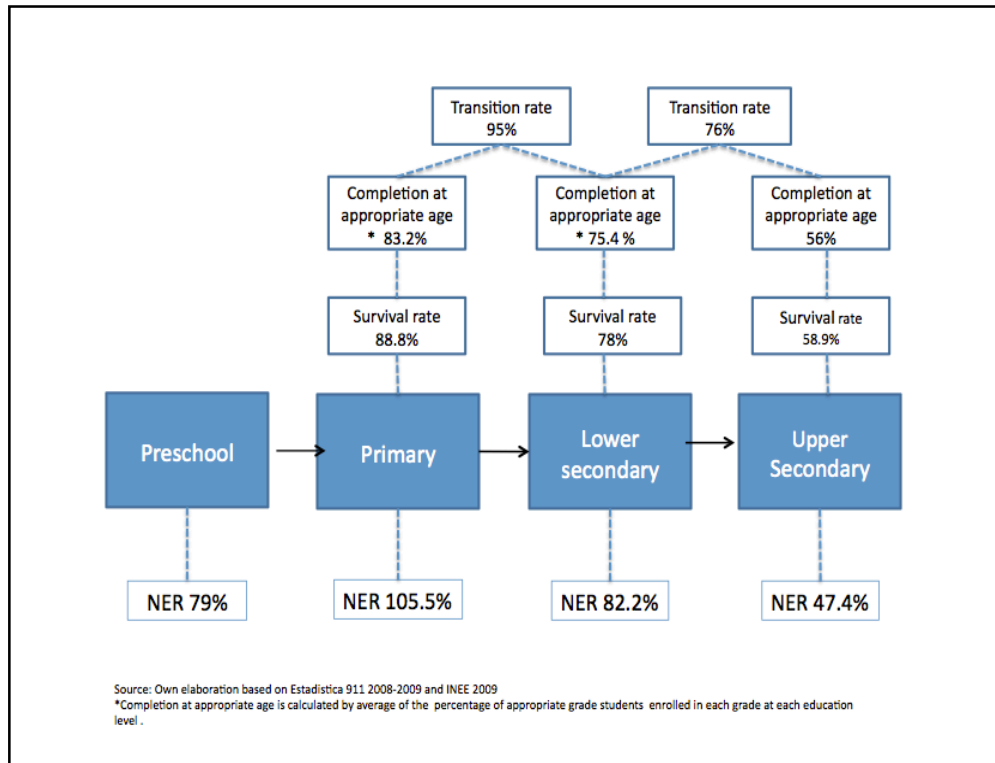 Transition rate
95%
Transition rate
76%
Completion at
appropriate age
* 83.2%
Completion at
appropriate age
* 75.4 %
Completion at
appropriate age
56%
Survival rate
88.8%
Survival rate
78%
Survival rate
58.9%
Preschool
Primary
Lower
secondary
Upper
Secondary
NER 79%
NER 105.5%
NER 82.2%
NER 47.4%
Source: Own elaboration based on Estadistica 911 2008-2009 and INEE 2009
*Completion at appropriate age is calculated by average of the percentage of appropriate grade students enrolled in each grade at each education
level .